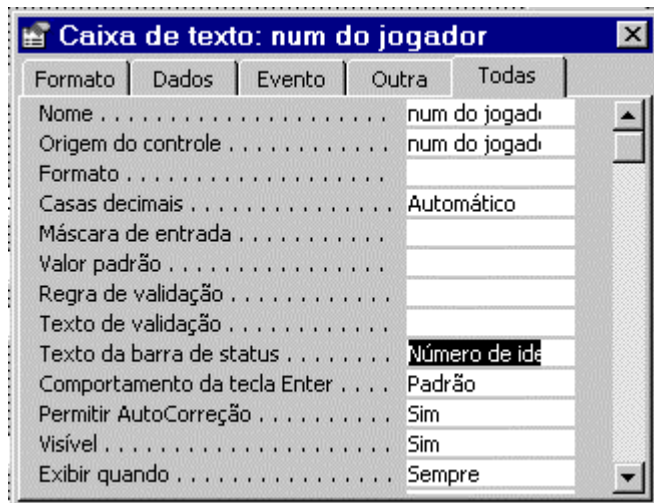 Caixa de texto: num do jogador
Formato Dados Evento Outra Todas
Nome . . . . . . . . . . . . . . . . . . . . . . num do jogad
Origem do controle . . . . . . . . . . . . num do jogad
Formato . . . . . . . . . . . . . . . . . . . .
Casas decimais . . . . . . . . . . . . . . . Automático
Máscara de entrada . . . . . . . . . . . .
Valor padrão . . . . . . . . . . . . . . . . .
Regra de validação . . . . . . . . . . . . .
Texto de validação . . . . . . . . . . . . .
Texto da barra de status . . . . . . . . Número de ide
Comportamento da tecla Enter . . . . Padrão
Permitir AutoCorreção . . . . . . . . . . Sim
Visível . . . . . . . . . . . . . . . . . . . . . Sim
Exibir quando . . . . . . . . . . . . . . . . Sempre